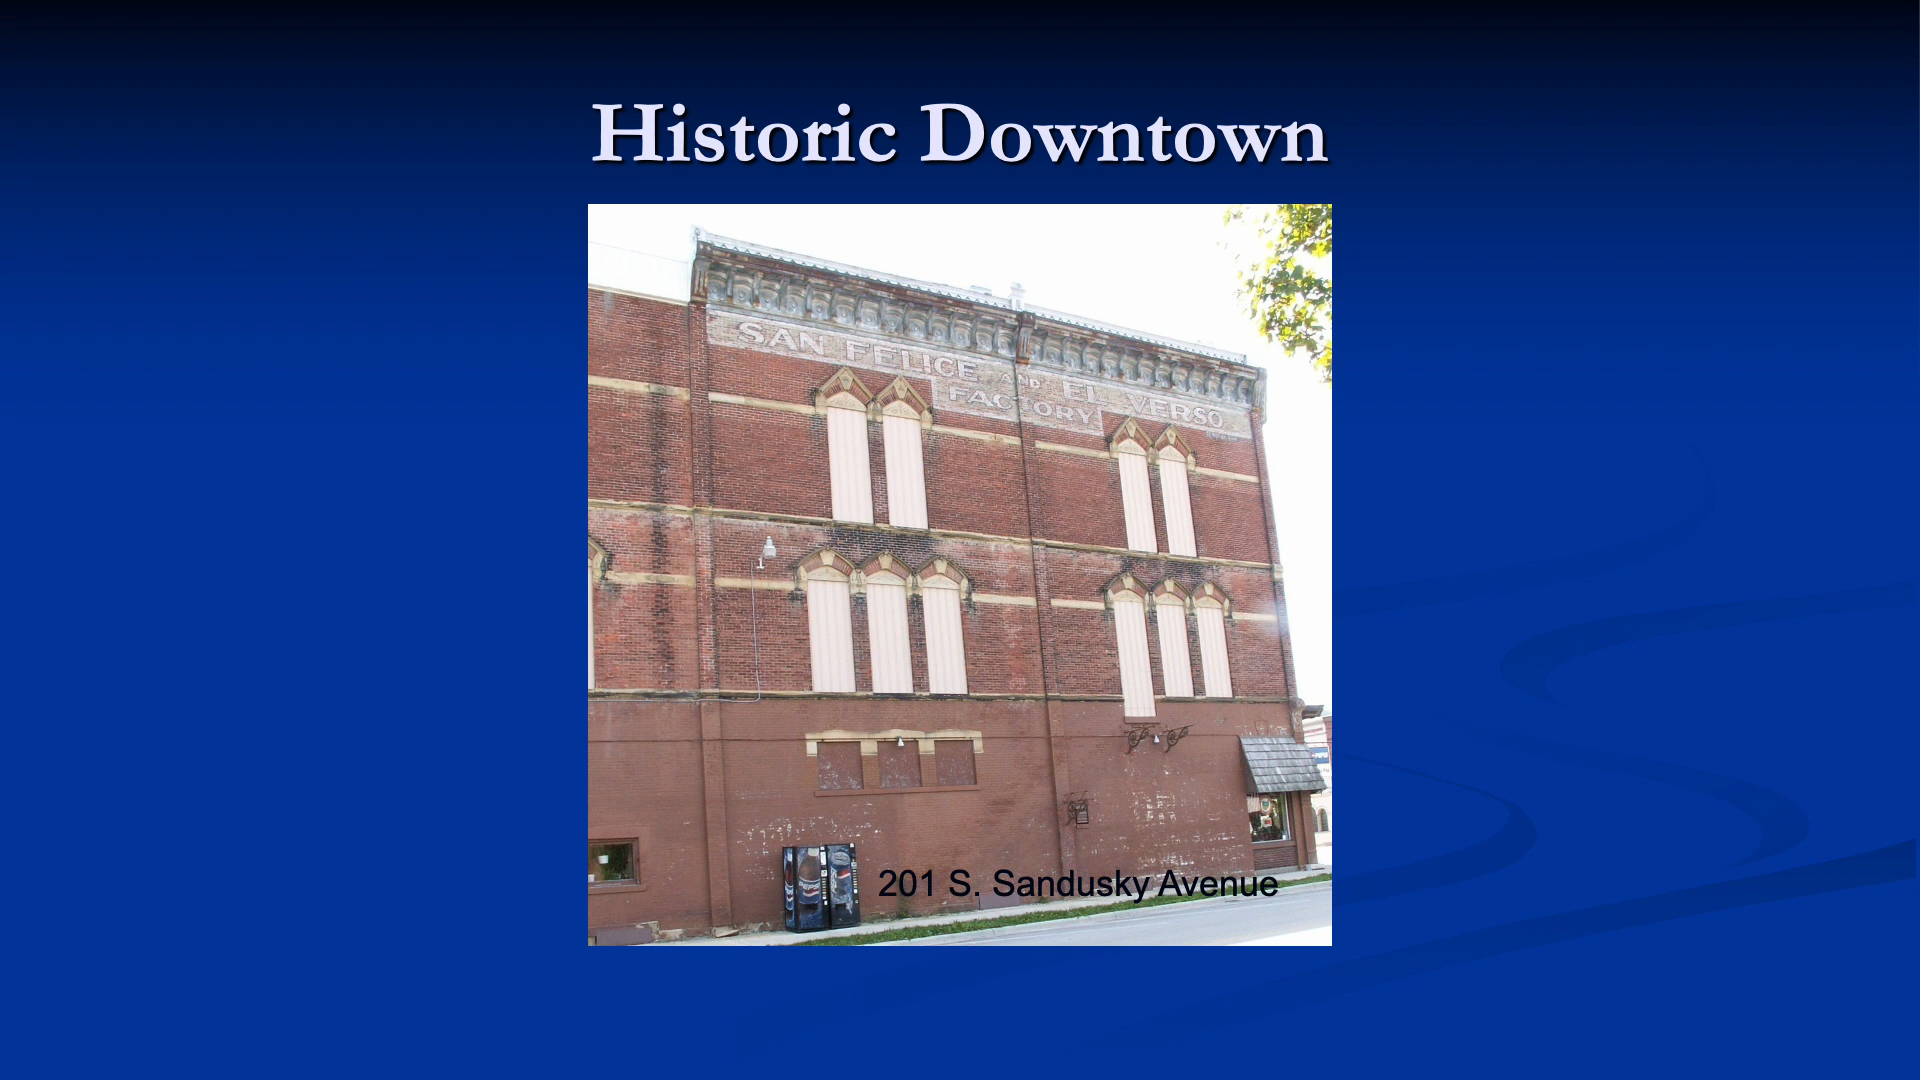 Historic Downtown
SAN FELICE AND EL VERSO
FACTORY
201 S. Sandusky Avenue